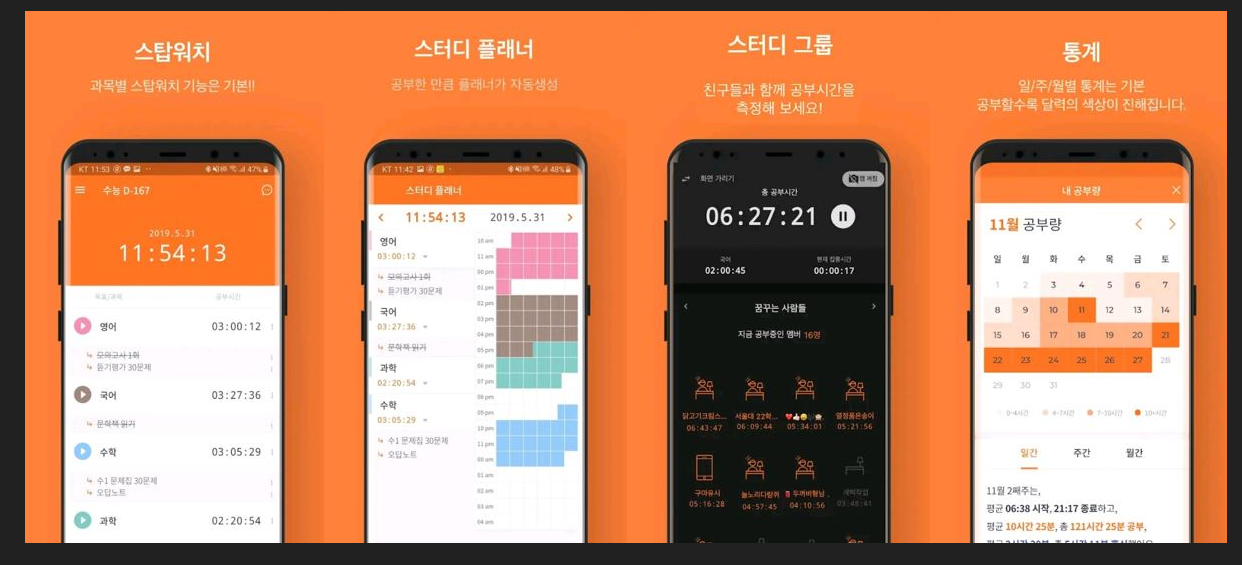 스탑워치
과목별 스탑워치 기능은 기본!!
KT 11:53
47%
수능 D-167
2019.5.31
11:54:13
목표/과목
공부시간
영어
03:00:12
모의고사 1회
듣기평가 30문제
국어
03:27:36
문학책 읽기
수학
03:05:29
수1 문제집 30문제
오답노트
과학
02:20:54
스터디 플래너
공부한 만큼 플래너가 자동생성
KT 11:42
48%
스터디 플래너
11:54:13
2019.5.31
영어
03:00:12
모의고사 1회
듣기평가 30문제
국어
03:27:36
문학책 읽기
과학
02:20:54
수학
03:05:29
수1 문제집 30문제
오답노트
10 am
11 am
00 pm
01 pm
02 pm
03 pm
04 pm
05 pm
06 pm
07 pm
08 pm
09 pm
10 pm
11 pm
00 am
01 am
02 am
03 am
04 am
스터디 그룹
친구들과 함께 공부시간을
측정해 보세요!
화면 가리기
총 공부시간
06:27:21
국어
02:00:45
현재 집중시간
00:00:17
꿈꾸는 사람들
지금 공부중인 멤버 16명
닭고기크림스...
서울대 22학...
열정품은송이
06:43:47
06:09:44
05:34:01
05:21:56
구마유시
놀노리다람쥐
두꺼비형님
05:16:28
04:57:45
04:10:56
03:48:41
통계
일/주/월별 통계는 기본
공부할수록 달력의 색상이 진해집니다.
내 공부량
11월 공부량
일 월 화 수 목 금 토
1 2 3 4 5 6 7
8 9 10 11 12 13 14
15 16 17 18 19 20 21
22 23 24 25 26 27 28
29 30 31
0~4시간
4~7시간
7~10시간
10+시간
일간
주간
월간
11월 2째주는,
평균 06:38 시작, 21:17 종료하고,
평균 10시간 25분, 총 121시간 25분 공부,